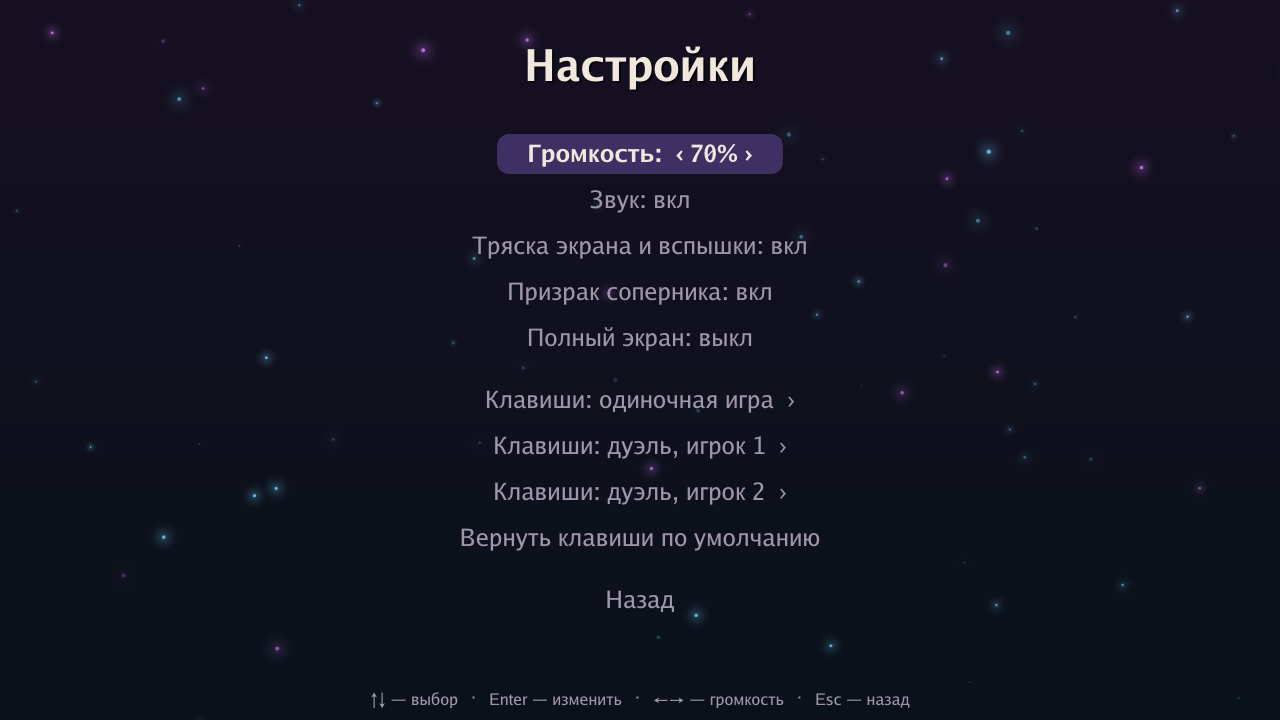 Настройки
Громкость: ‹ 70% ›
Звук: вкл
Тряска экрана и вспышки: вкл
Призрак соперника: вкл
Полный экран: выкл
Клавиши: одиночная игра ›
Клавиши: дуэль, игрок 1 ›
Клавиши: дуэль, игрок 2 ›
Вернуть клавиши по умолчанию
Назад
↑↓ — выбор · Enter — изменить · ←→ — громкость · Esc — назад